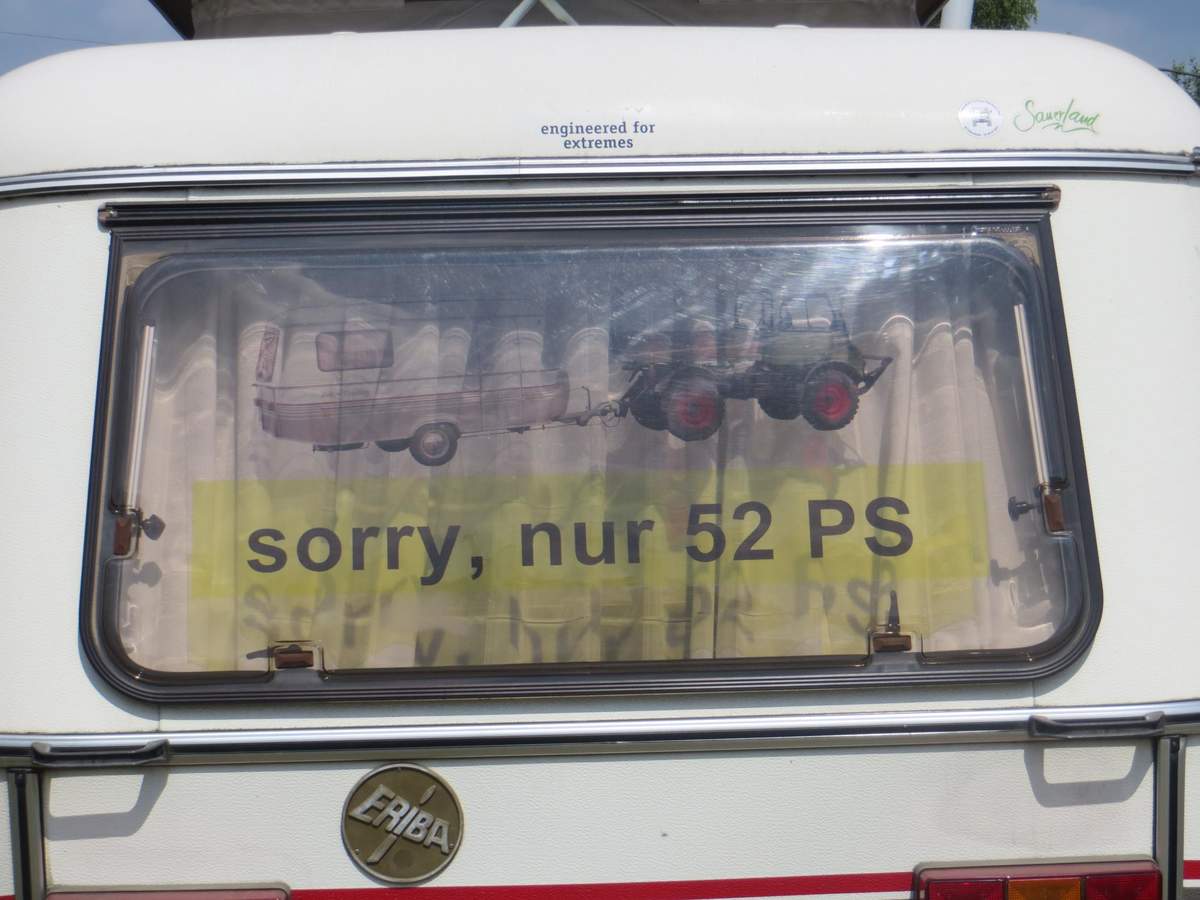 engineered for
extremes
Sauerland
sorry, nur 52 PS
ERIBA